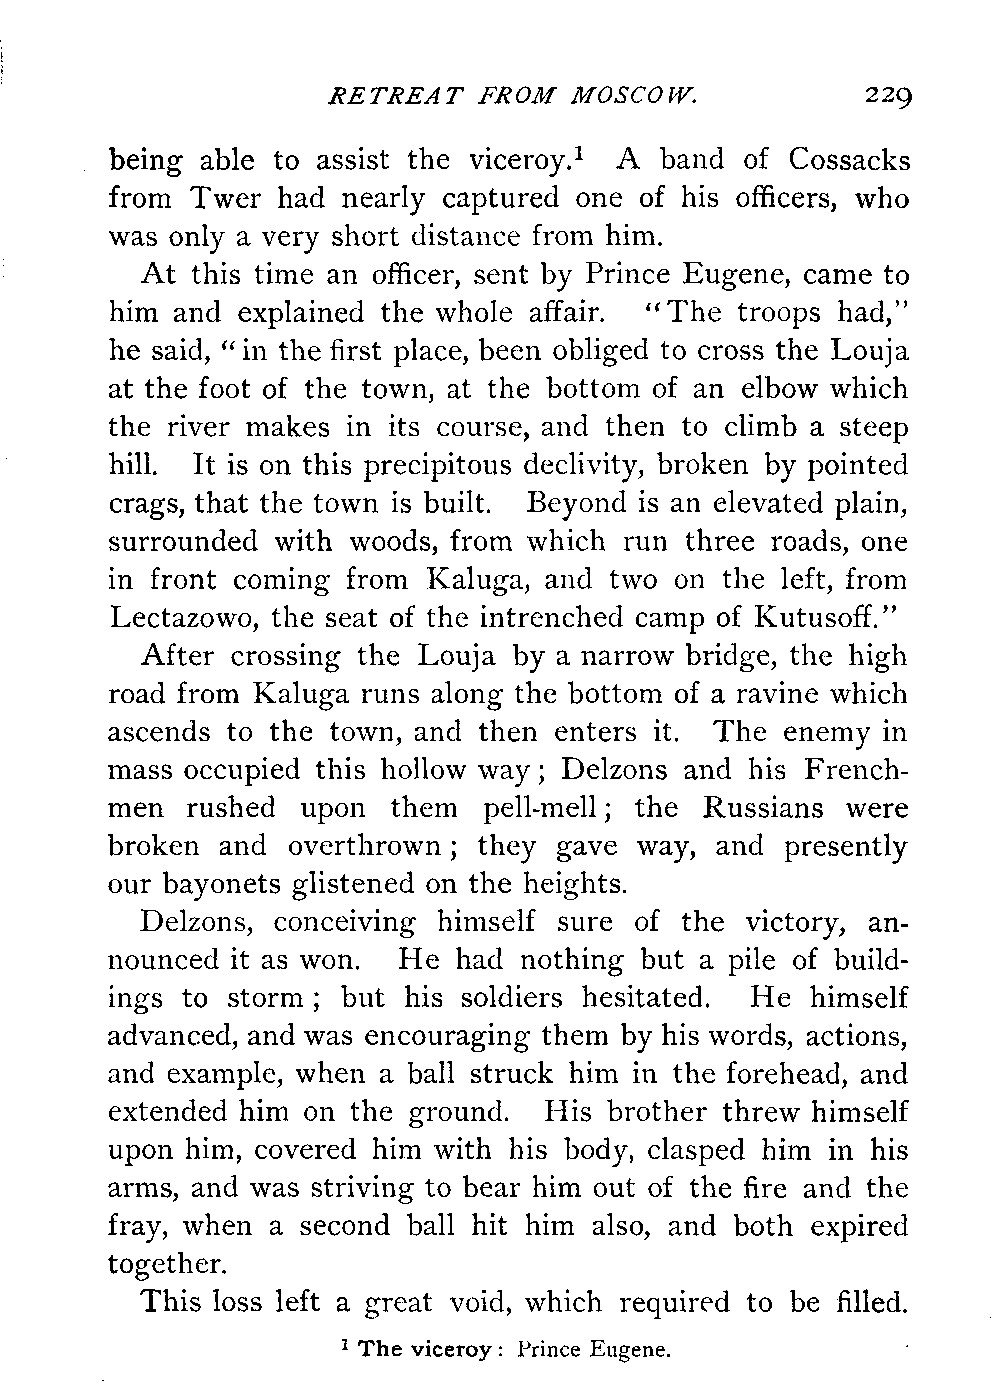 RETREAT FROM MOSCOW. 229
being able to assist the viceroy.¹ A band of Cossacks
from Twer had nearly captured one of his officers, who
was only a very short distance from him.
At this time an officer, sent by Prince Eugene, came to
him and explained the whole affair. “The troops had,”
he said, “in the first place, been obliged to cross the Louja
at the foot of the town, at the bottom of an elbow which
the river makes in its course, and then to climb a steep
hill. It is on this precipitous declivity, broken by pointed
crags, that the town is built. Beyond is an elevated plain,
surrounded with woods, from which run three roads, one
in front coming from Kaluga, and two on the left, from
Lectazowo, the seat of the intrenched camp of Kutusoff.”
After crossing the Louja by a narrow bridge, the high
road from Kaluga runs along the bottom of a ravine which
ascends to the town, and then enters it. The enemy in
mass occupied this hollow way; Delzons and his French-
men rushed upon them pell-mell; the Russians were
broken and overthrown; they gave way, and presently
our bayonets glistened on the heights.
Delzons, conceiving himself sure of the victory, an-
nounced it as won. He had nothing but a pile of build-
ings to storm; but his soldiers hesitated. He himself
advanced, and was encouraging them by his words, actions,
and example, when a ball struck him in the forehead, and
extended him on the ground. His brother threw himself
upon him, covered him with his body, clasped him in his
arms, and was striving to bear him out of the fire and the
fray, when a second ball hit him also, and both expired
together.
This loss left a great void, which required to be filled.
¹ The viceroy: Prince Eugene.